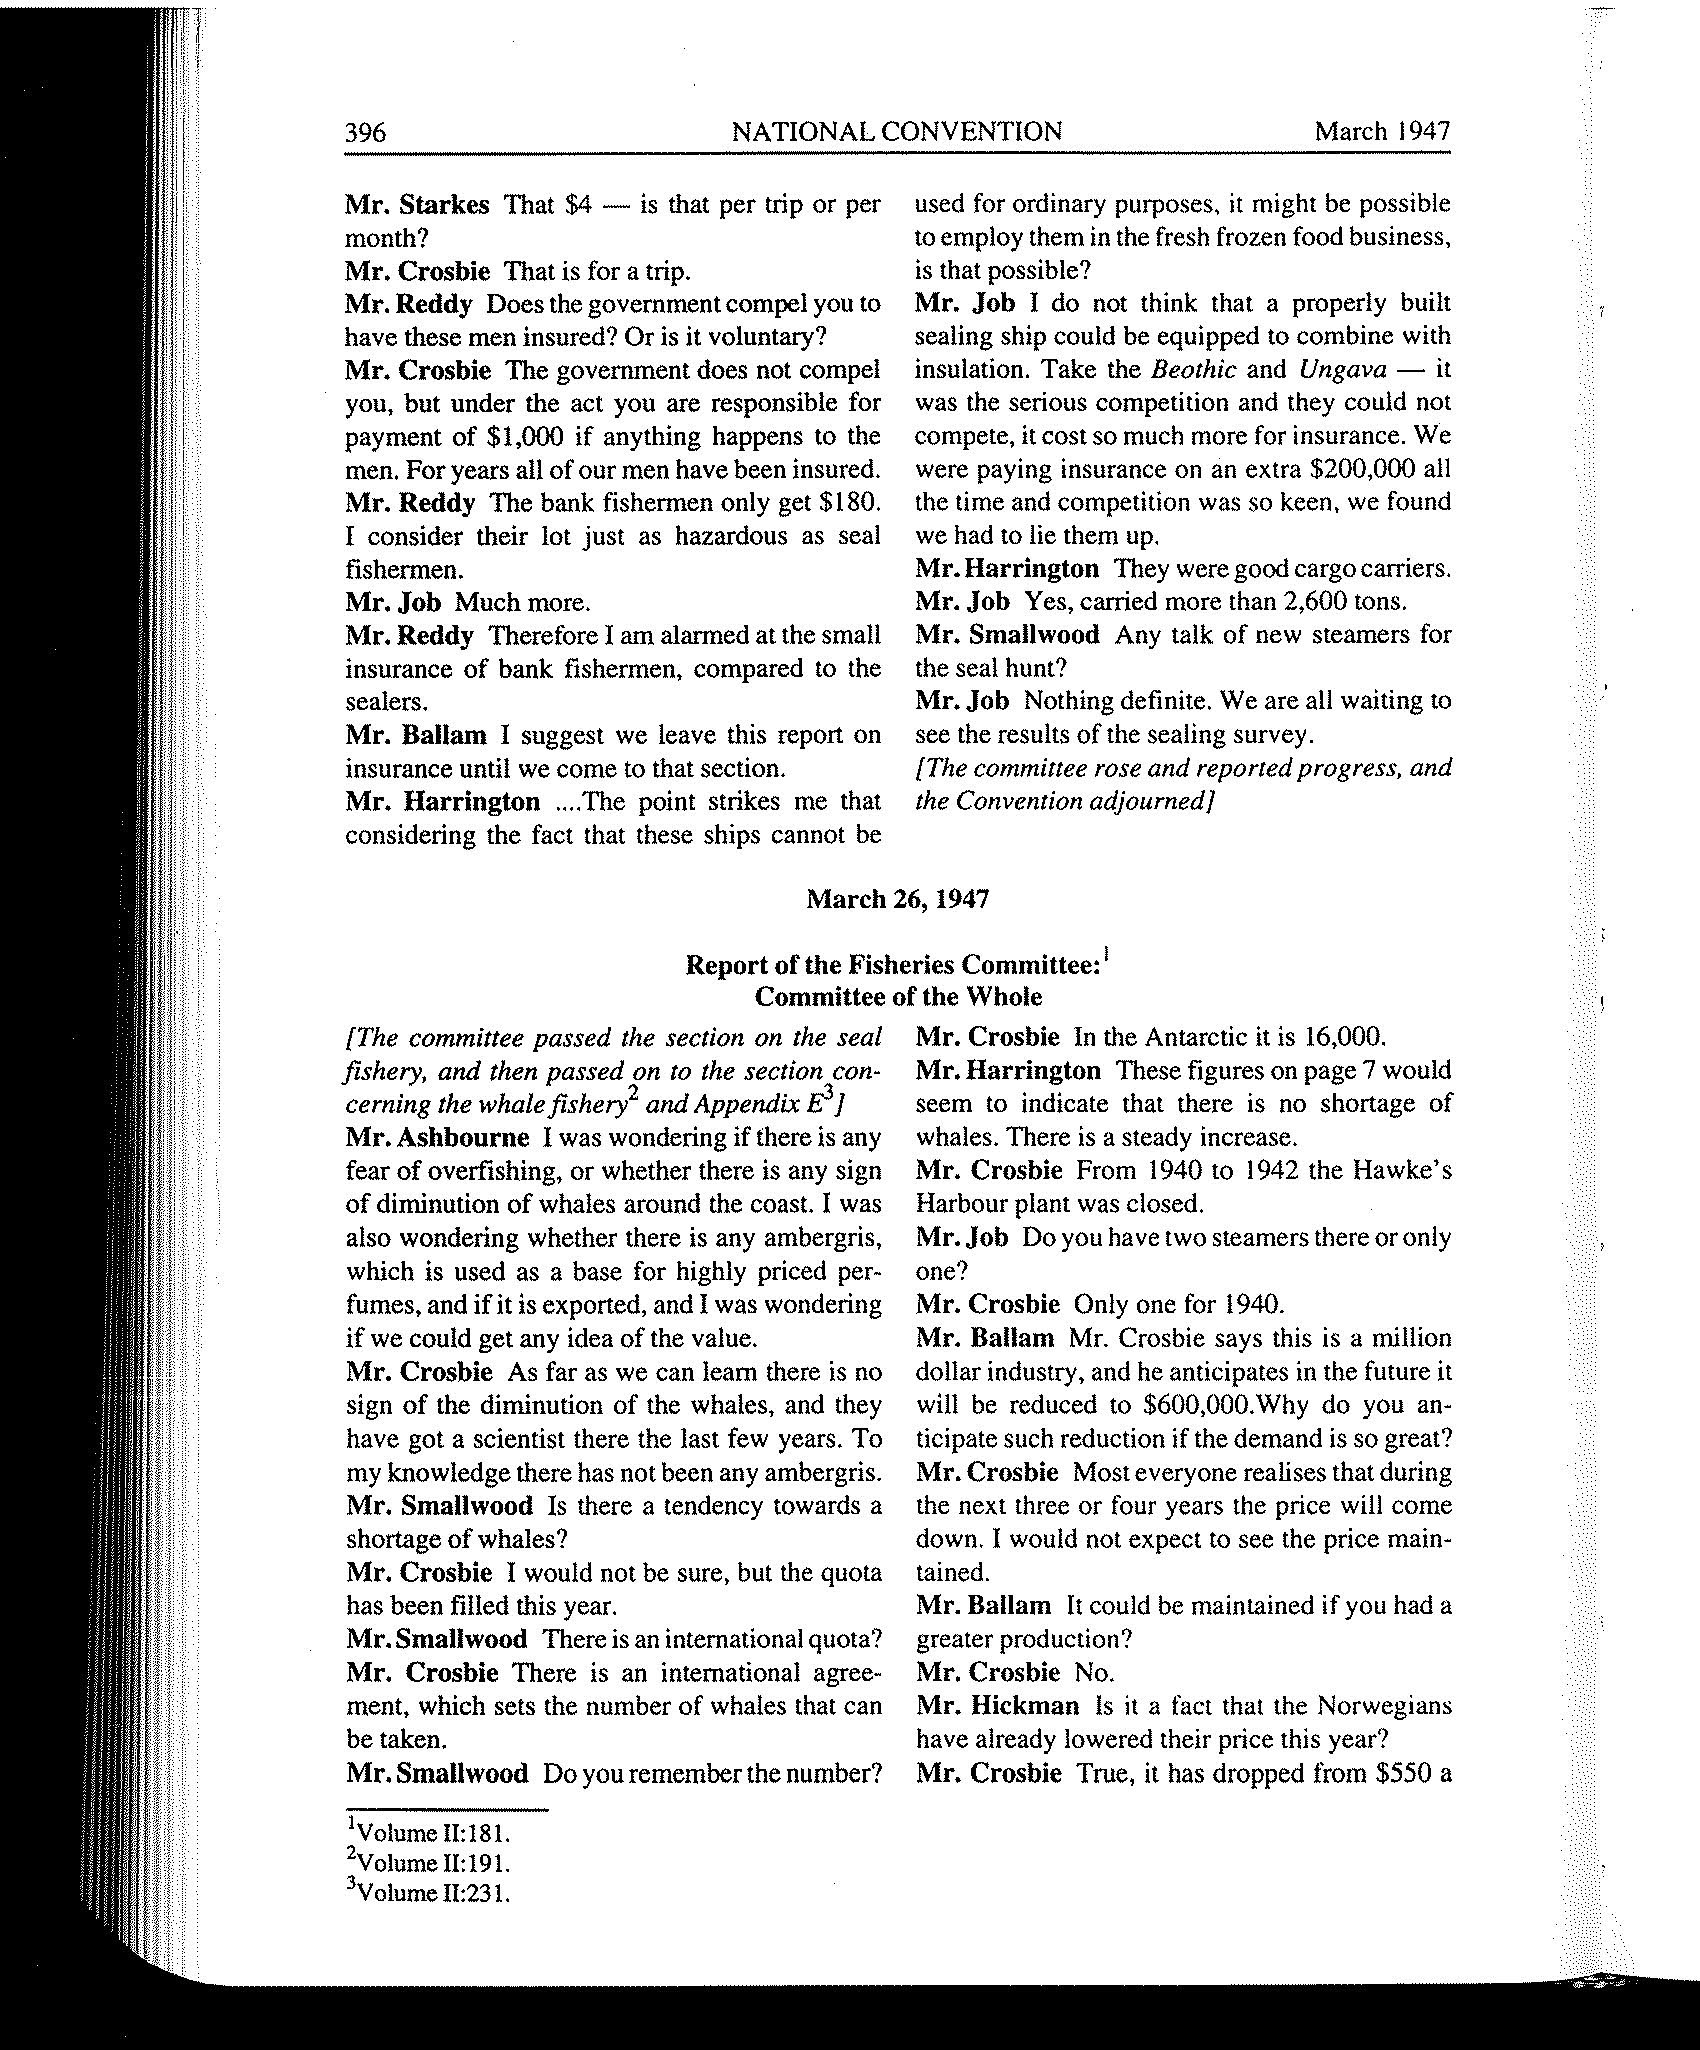 396 NATIONAL CONVENTION March 1947
Mr. Starkes That $4 — is that per trip or per
month?
Mr. Crosbie That is for a trip.
Mr. Reddy Does the government compel you to
have these men insured? Or is it voluntary?
Mr. Crosbie The government does not compel
you, but under the act you are responsible for
payment of $1,000 if anything happens to the
men. For years all of our men have been insured.
Mr. Reddy The bank fishermen only get $180.
I consider their lot just as hazardous as seal
fishermen.
Mr. Job Much more.
Mr. Reddy Therefore I am alarmed at the small
insurance of bank fishermen, compared to the
sealers.
Mr. Ballam I suggest we leave this report on
insurance until we come to that section.
Mr. Harrington ....The point strikes me that
considering the fact that these ships cannot be
used for ordinary purposes, it might be possible
to employ them in the fresh frozen food business,
is that possible?
Mr. Job I do not think that a properly built
sealing ship could be equipped to combine with
insulation. Take the Beothic and Ungava — it
was the serious competition and they could not
compete, it cost so much more for insurance. We
were paying insurance on an extra $200,000 all
the time and competition was so keen, we found
we had to lie them up.
Mr. Harrington They were good cargo carriers.
Mr. Job Yes, carried more than 2,600 tons.
Mr. Smallwood Any talk of new steamers for
the seal hunt?
Mr. Job Nothing definite. We are all waiting to
see the results of the sealing survey.
[The committee rose and reported progress, and
the Convention adjourned]
March 26, 1947
Report of the Fisheries Committee:1
Committee of the Whole
[The committee passed the section on the seal
fishery, and then passed on to the section con-
cerning the whale fishery2 and Appendix E3]
Mr. Ashbourne I was wondering if there is any
fear of overfishing, or whether there is any sign
of diminution of whales around the coast. I was
also wondering whether there is any ambergris,
which is used as a base for highly priced per-
fumes, and if it is exported, and I was wondering
if we could get any idea of the value.
Mr. Crosbie As far as we can learn there is no
sign of the diminution of the whales, and they
have got a scientist there the last few years. To
my knowledge there has not been any ambergris.
Mr. Smallwood Is there a tendency towards a
shortage of whales?
Mr. Crosbie I would not be sure, but the quota
has been filled this year.
Mr. Smallwood There is an international quota?
Mr. Crosbie There is an international agree-
ment, which sets the number of whales that can
be taken.
Mr. Smallwood Do you remember the number?
Mr. Crosbie In the Antarctic it is 16,000.
Mr. Harrington These figures on page 7 would
seem to indicate that there is no shortage of
whales. There is a steady increase.
Mr. Crosbie From 1940 to 1942 the Hawke's
Harbour plant was closed.
Mr. Job Do you have two steamers there or only
one?
Mr. Crosbie Only one for 1940.
Mr. Ballam Mr. Crosbie says this is a million
dollar industry, and he anticipates in the future it
will be reduced to $600,000.Why do you an-
ticipate such reduction if the demand is so great?
Mr. Crosbie Most everyone realises that during
the next three or four years the price will come
down. I would not expect to see the price main-
tained.
Mr. Ballam It could be maintained if you had a
greater production?
Mr. Crosbie No.
Mr. Hickman Is it a fact that the Norwegians
have already lowered their price this year?
Mr. Crosbie True, it has dropped from $550 a
1Volume II:181.
2Volume II:191.
3Volume II:231.